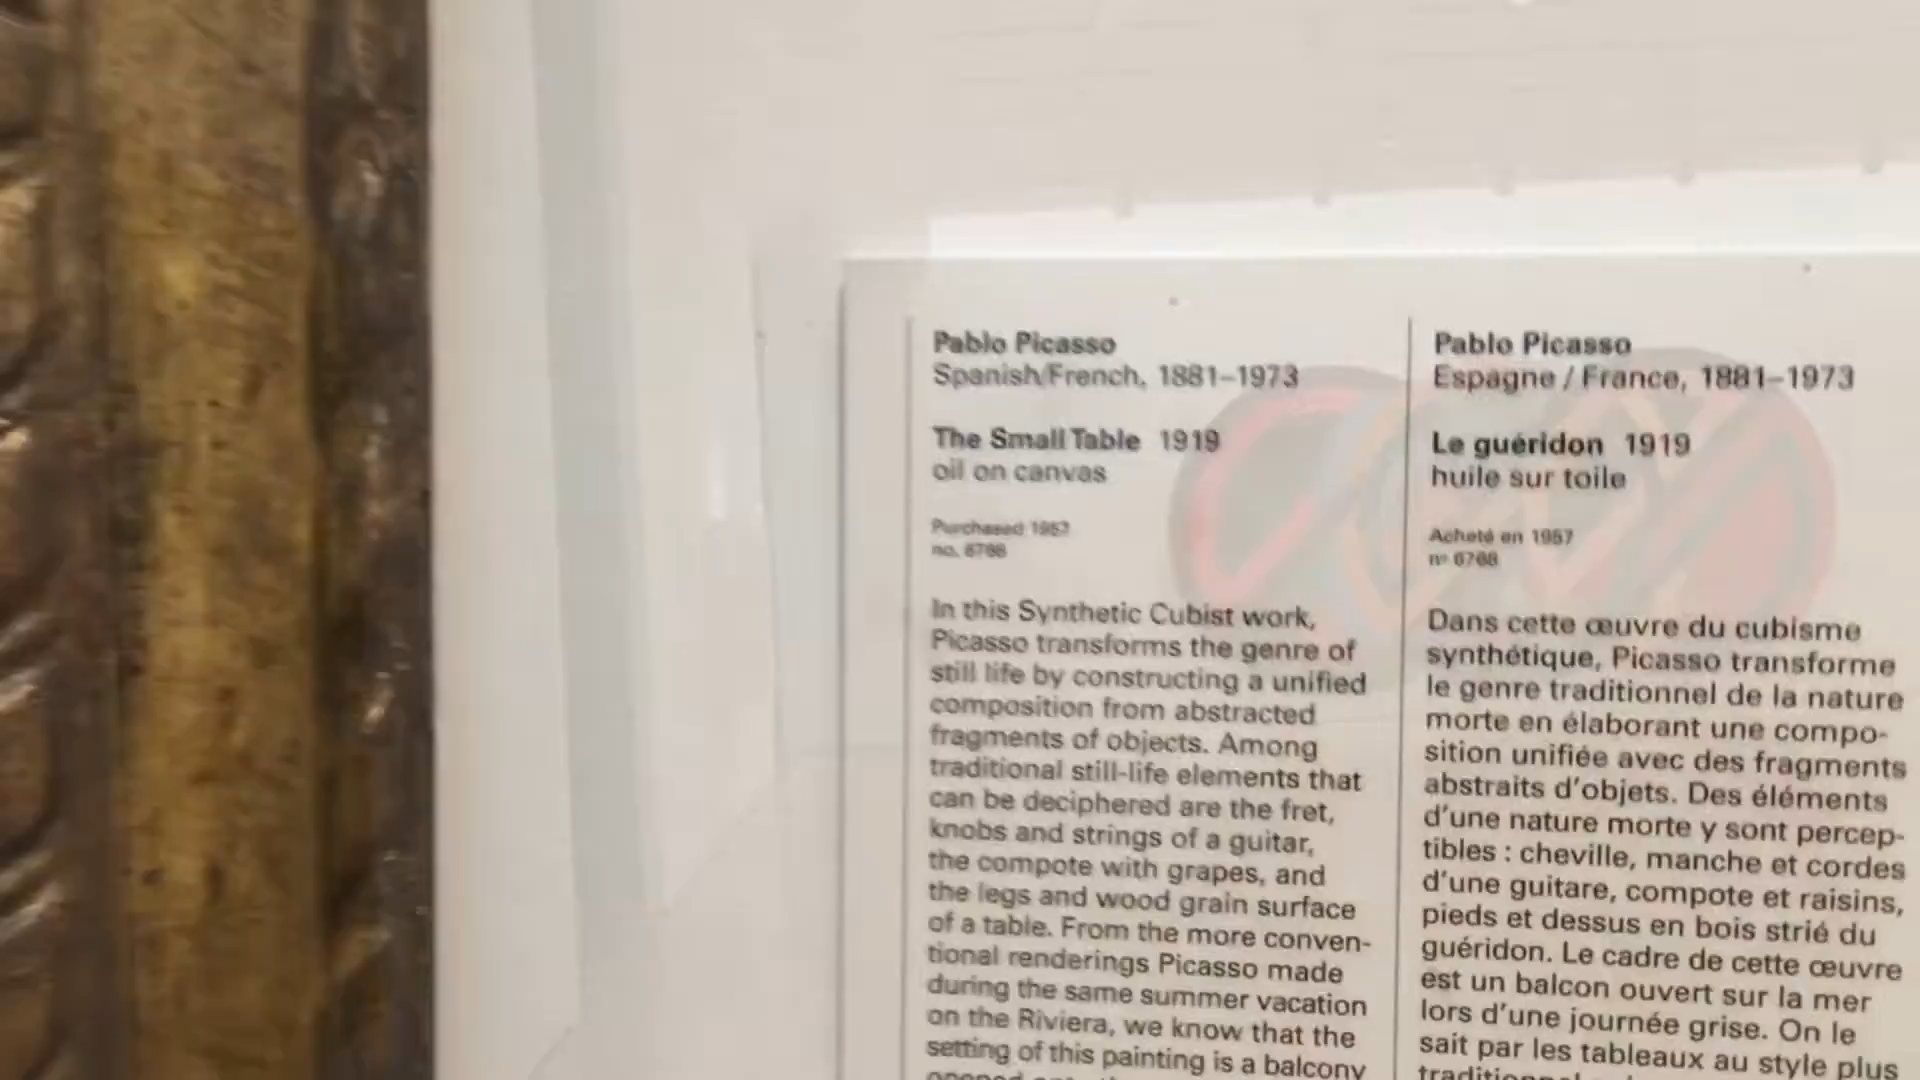 Pablo Picasso
Spanish/French, 1881–1973
The Small Table 1919
oil on canvas
Purchased 1957
no. 6768
In this Synthetic Cubist work,
Picasso transforms the genre of
still life by constructing a unified
composition from abstracted
fragments of objects. Among
traditional still-life elements that
can be deciphered are the fret,
knobs and strings of a guitar,
the compote with grapes, and
the legs and wood grain surface
of a table. From the more conven-
tional renderings Picasso made
during the same summer vacation
on the Riviera, we know that the
setting of this painting is a balcony
Pablo Picasso
Espagne / France, 1881–1973
Le guéridon 1919
huile sur toile
Acheté en 1957
nº 6768
Dans cette œuvre du cubisme
synthétique, Picasso transforme
le genre traditionnel de la nature
morte en élaborant une compo-
sition unifiée avec des fragments
abstraits d'objets. Des éléments
d'une nature morte y sont percep-
tibles : cheville, manche et cordes
d'une guitare, compote et raisins,
pieds et dessus en bois strié du
guéridon. Le cadre de cette œuvre
est un balcon ouvert sur la mer
lors d'une journée grise. On le
sait par les tableaux au style plus